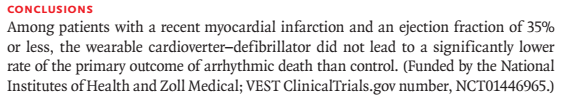 CONCLUSIONS
Among patients with a recent myocardial infarction and an ejection fraction of 35%
or less, the wearable cardioverter–defibrillator did not lead to a significantly lower
rate of the primary outcome of arrhythmic death than control. (Funded by the National
Institutes of Health and Zoll Medical; VEST ClinicalTrials.gov number, NCT01446965.)